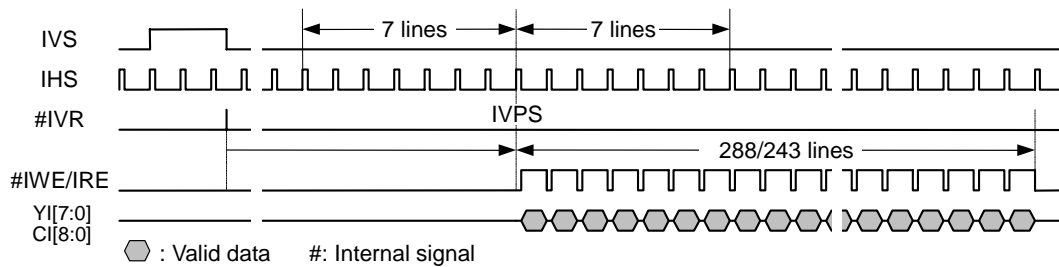 IVS
7 lines 7 lines
IHS
#IVR
IVPS
288/243 lines
#IWE/IRE
YI[7:0]
CI[8:0]
: Valid data #: Internal signal